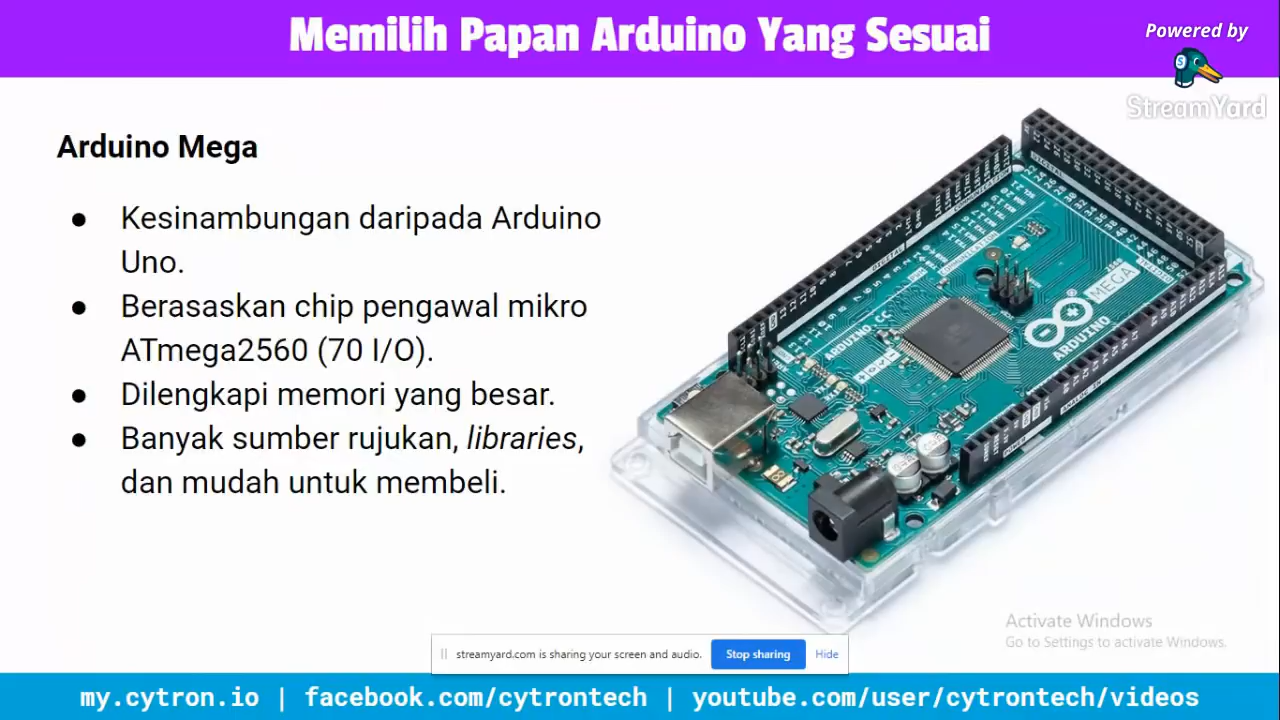 Memilih Papan Arduino Yang Sesuai
Powered by
StreamYard
Arduino Mega
● Kesinambungan daripada Arduino
Uno.
● Berasaskan chip pengawal mikro
ATmega2560 (70 I/O).
● Dilengkapi memori yang besar.
● Banyak sumber rujukan, libraries,
dan mudah untuk membeli.
ARDUINO.CC
MEGA
ARDUINO
Activate Windows
Go to Settings to activate Windows.
streamyard.com is sharing your screen and audio. Stop sharing Hide
my.cytron.io | facebook.com/cytrontech | youtube.com/user/cytrontech/videos